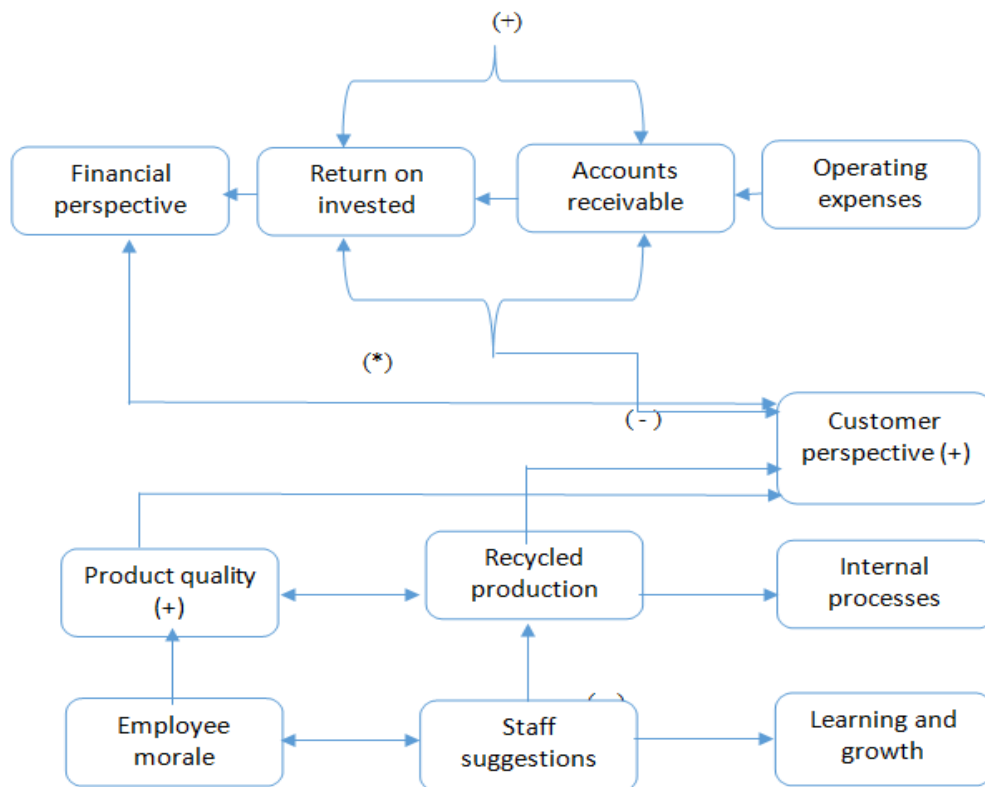 (+)
Financial
perspective
Return on
invested
Accounts
receivable
Operating
expenses
(*)
( - )
Customer
perspective (+)
Product quality
(+)
Recycled
production
Internal
processes
Employee
morale
Staff
suggestions
Learning and
growth